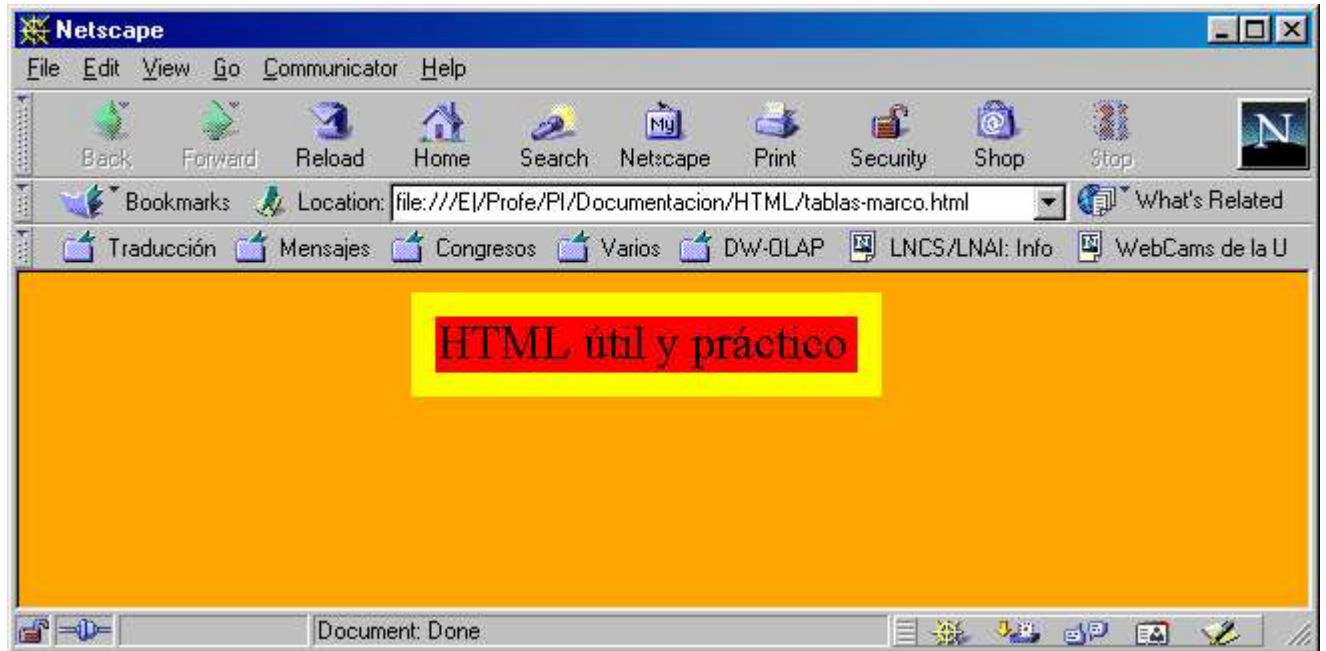 Netscape
File Edit View Go Communicator Help
Back Forward Reload Home Search Netscape Print Security Shop Stop
My
N
Bookmarks Location: file:///E|/Profe/PI/Documentacion/HTML/tablas-marco.html What's Related
Traducción Mensajes Congresos Varios DW-OLAP LNCS/LNAI: Info WebCams de la U
HTML útil y práctico
Document: Done